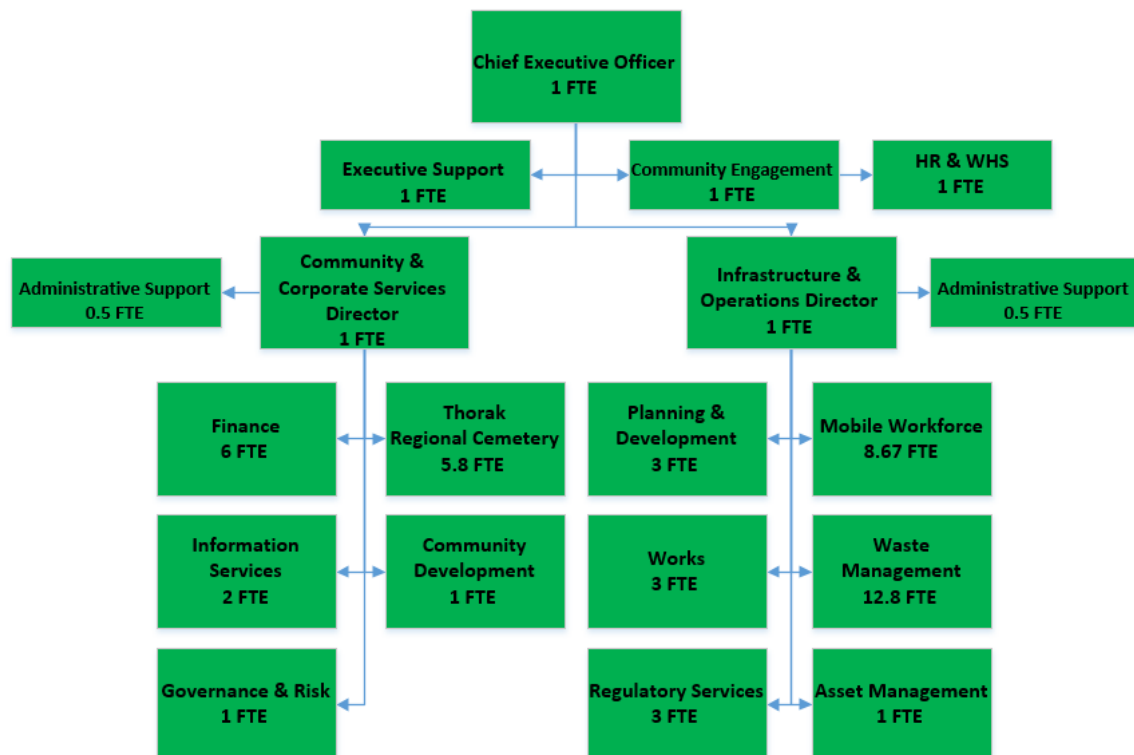 Chief Executive Officer
1 FTE
Executive Support
1 FTE
Community Engagement
1 FTE
HR & WHS
1 FTE
Community &
Corporate Services
Director
1 FTE
Infrastructure &
Operations Director
1 FTE
Administrative Support
0.5 FTE
Administrative Support
0.5 FTE
Finance
6 FTE
Thorak
Regional Cemetery
5.8 FTE
Planning &
Development
3 FTE
Mobile Workforce
8.67 FTE
Information
Services
2 FTE
Community
Development
1 FTE
Works
3 FTE
Waste
Management
12.8 FTE
Governance & Risk
1 FTE
Regulatory Services
3 FTE
Asset Management
1 FTE